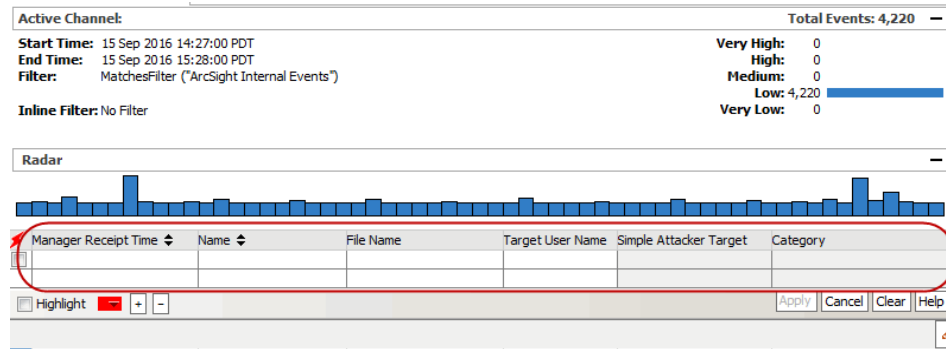 Active Channel: Total Events: 4,220 −
Start Time: 15 Sep 2016 14:27:00 PDT Very High: 0
End Time: 15 Sep 2016 15:28:00 PDT High: 0
Filter: MatchesFilter ("ArcSight Internal Events") Medium: 0
Low: 4,220
Inline Filter: No Filter Very Low: 0
Radar −
Manager Receipt Time Name File Name Target User Name Simple Attacker Target Category
Highlight + − Apply Cancel Clear Help